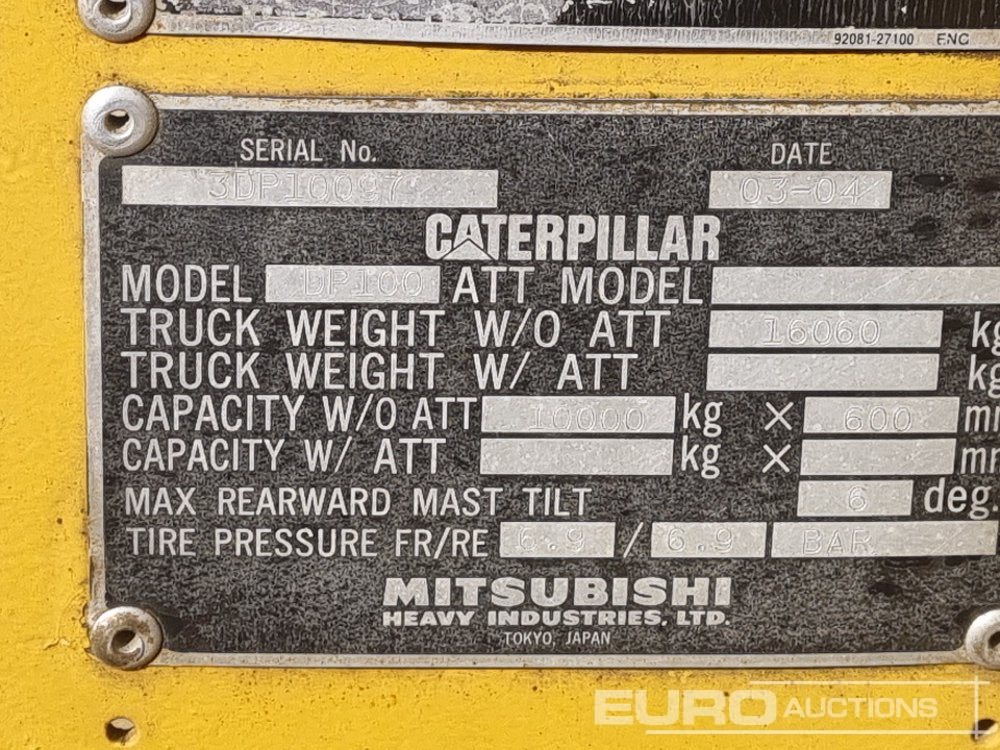 92081-27100 ENG
SERIAL No. DATE
3DP10097 03-04
CATERPILLAR
MODEL DP100 ATT MODEL
TRUCK WEIGHT W/O ATT 16060 kg
TRUCK WEIGHT W/ ATT kg
CAPACITY W/O ATT 10000 kg × 600 mm
CAPACITY W/ ATT kg × mm
MAX REARWARD MAST TILT 6 deg.
TIRE PRESSURE FR/RE 6.9 / 6.9 BAR
MITSUBISHI
HEAVY INDUSTRIES, LTD.
TOKYO, JAPAN
EURO AUCTIONS